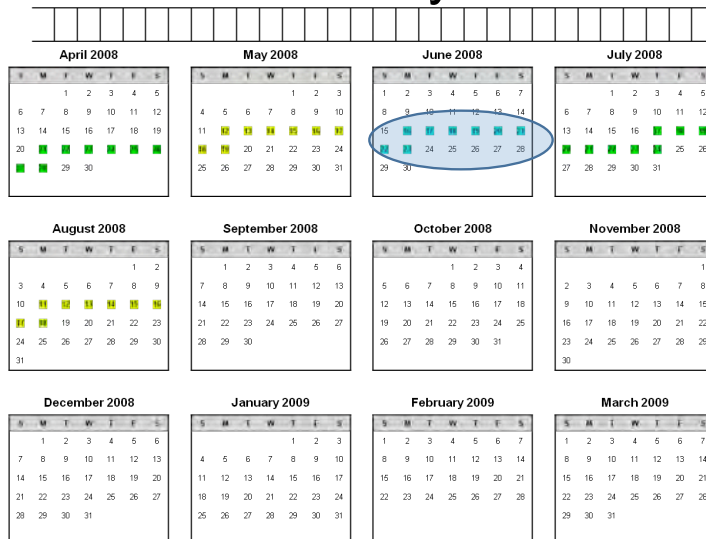 April 2008 May 2008 June 2008 July 2008
S M T W T F S S M T W T F S S M T W T F S S M T W T F S
1 2 3 4 5 1 2 3 1 2 3 4 5 6 7 1 2 3 4 5
6 7 8 9 10 11 12 4 5 6 7 8 9 10 8 9 10 11 12 13 14 6 7 8 9 10 11 12
13 14 15 16 17 18 19 11 12 13 14 15 16 17 15 16 17 18 19 20 21 13 14 15 16 17 18 19
20 21 22 23 24 25 26 18 19 20 21 22 23 24 22 23 24 25 26 27 28 20 21 22 23 24 25 26
27 28 29 30 25 26 27 28 29 30 31 29 30 27 28 29 30 31
August 2008 September 2008 October 2008 November 2008
S M T W T F S S M T W T F S S M T W T F S S M T W T F S
1 2 1 2 3 4 5 6 1 2 3 4 1
3 4 5 6 7 8 9 7 8 9 10 11 12 13 5 6 7 8 9 10 11 2 3 4 5 6 7 8
10 11 12 13 14 15 16 14 15 16 17 18 19 20 12 13 14 15 16 17 18 9 10 11 12 13 14 15
17 18 19 20 21 22 23 21 22 23 24 25 26 27 19 20 21 22 23 24 25 16 17 18 19 20 21 22
24 25 26 27 28 29 30 28 29 30 26 27 28 29 30 31 23 24 25 26 27 28 29
31 30
December 2008 January 2009 February 2009 March 2009
S M T W T F S S M T W T F S S M T W T F S S M T W T F S
1 2 3 4 5 6 1 2 3 1 2 3 4 5 6 7 1 2 3 4 5 6 7
7 8 9 10 11 12 13 4 5 6 7 8 9 10 8 9 10 11 12 13 14 8 9 10 11 12 13 14
14 15 16 17 18 19 20 11 12 13 14 15 16 17 15 16 17 18 19 20 21 15 16 17 18 19 20 21
21 22 23 24 25 26 27 18 19 20 21 22 23 24 22 23 24 25 26 27 28 22 23 24 25 26 27 28
28 29 30 31 25 26 27 28 29 30 31 29 30 31